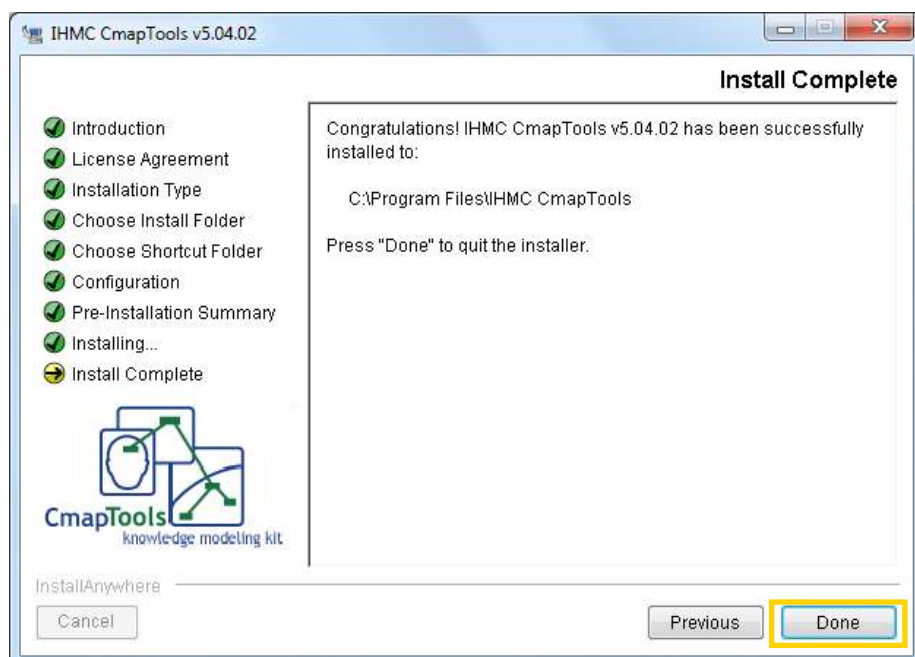 IHMC CmapTools v5.04.02
Install Complete
Introduction
License Agreement
Installation Type
Choose Install Folder
Choose Shortcut Folder
Configuration
Pre-Installation Summary
Installing...
Install Complete
Congratulations! IHMC CmapTools v5.04.02 has been successfully
installed to:
C:\Program Files\IHMC CmapTools
Press "Done" to quit the installer.
CmapTools
knowledge modeling kit
InstallAnywhere
Cancel
Previous
Done